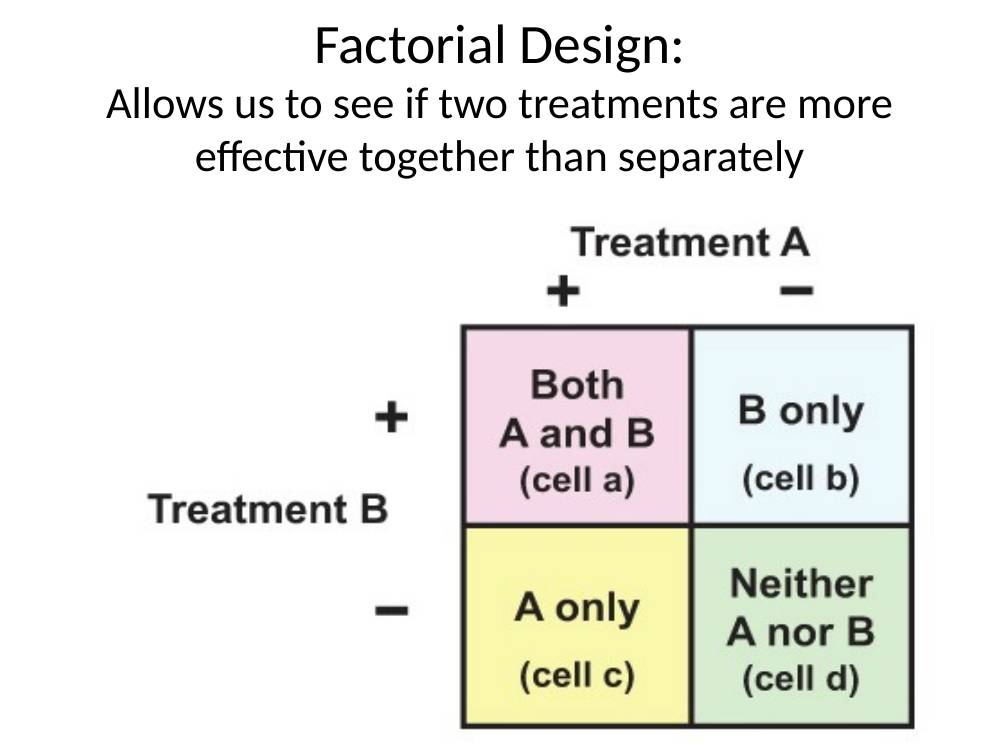 Factorial Design:
Allows us to see if two treatments are more
effective together than separately
Treatment A
+ −
Both
A and B
(cell a)
B only
(cell b)
+
Treatment B
−
A only
(cell c)
Neither
A nor B
(cell d)